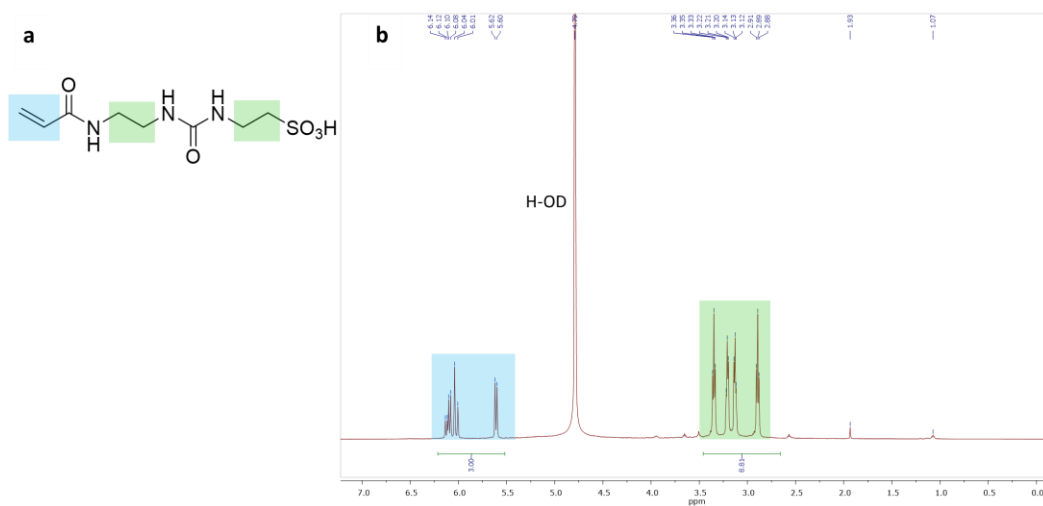 a
b
6.14
6.12
6.10
6.08
6.04
6.01
5.62
5.60
4.79
3.36
3.35
3.33
3.22
3.21
3.20
3.14
3.13
3.12
2.91
2.89
2.88
1.93
1.07
O
N
H
H
N
O
H
N
SO₃H
H-OD
3.00
8.81
7.0 6.5 6.0 5.5 5.0 4.5 4.0 3.5 3.0 2.5 2.0 1.5 1.0 0.5 0.0
ppm